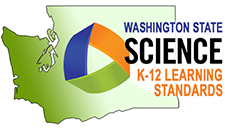 WASHINGTON STATE
SCIENCE
K-12 LEARNING
STANDARDS